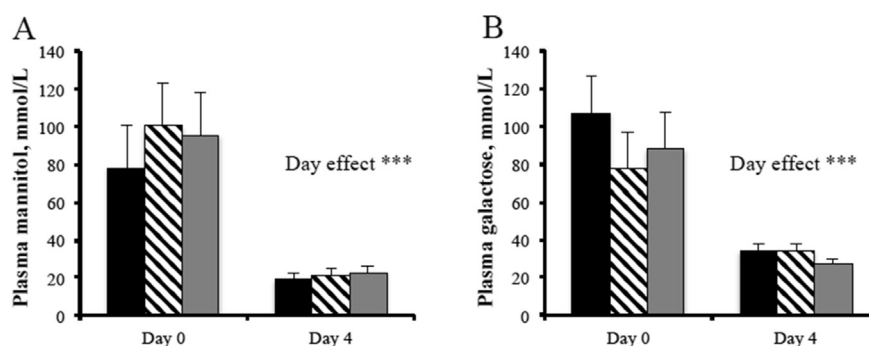 A
Plasma mannitol, mmol/L
140
120
100
80
60
40
20
0
Day effect ***
Day 0
Day 4
B
Plasma galactose, mmol/L
140
120
100
80
60
40
20
0
Day effect ***
Day 0
Day 4